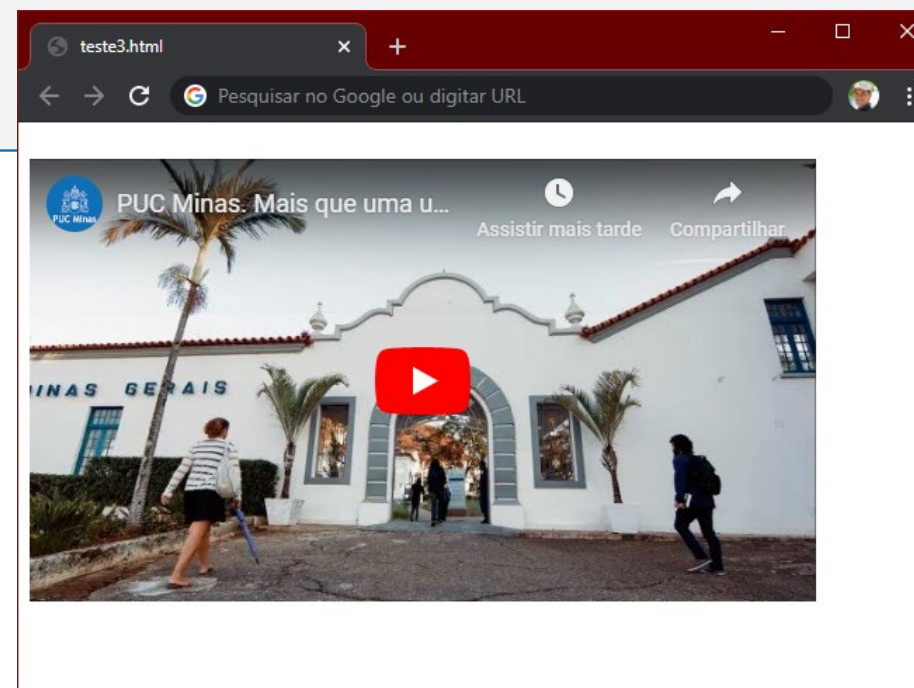 teste3.html
Pesquisar no Google ou digitar URL
PUC Minas. Mais que uma u...
PUC Minas
Assistir mais tarde
Compartilhar
INAS GERAIS